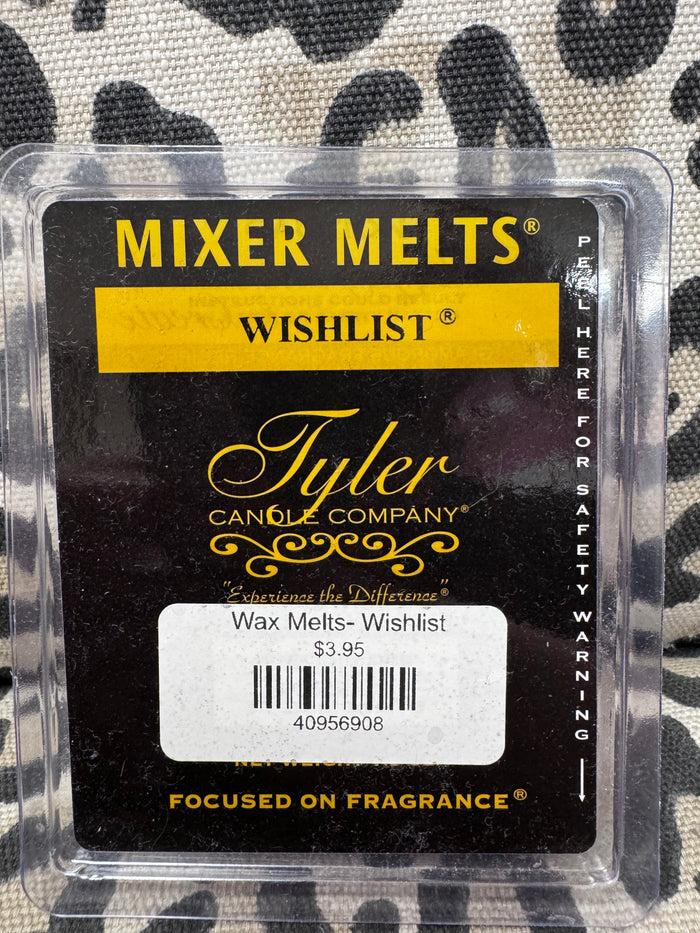 MIXER MELTS®
WISHLIST®
Tyler
CANDLE COMPANY®
"Experience the Difference"®
Wax Melts- Wishlist
$3.95
40956908
FOCUSED ON FRAGRANCE®
PEEL HERE FOR SAFETY WARNING